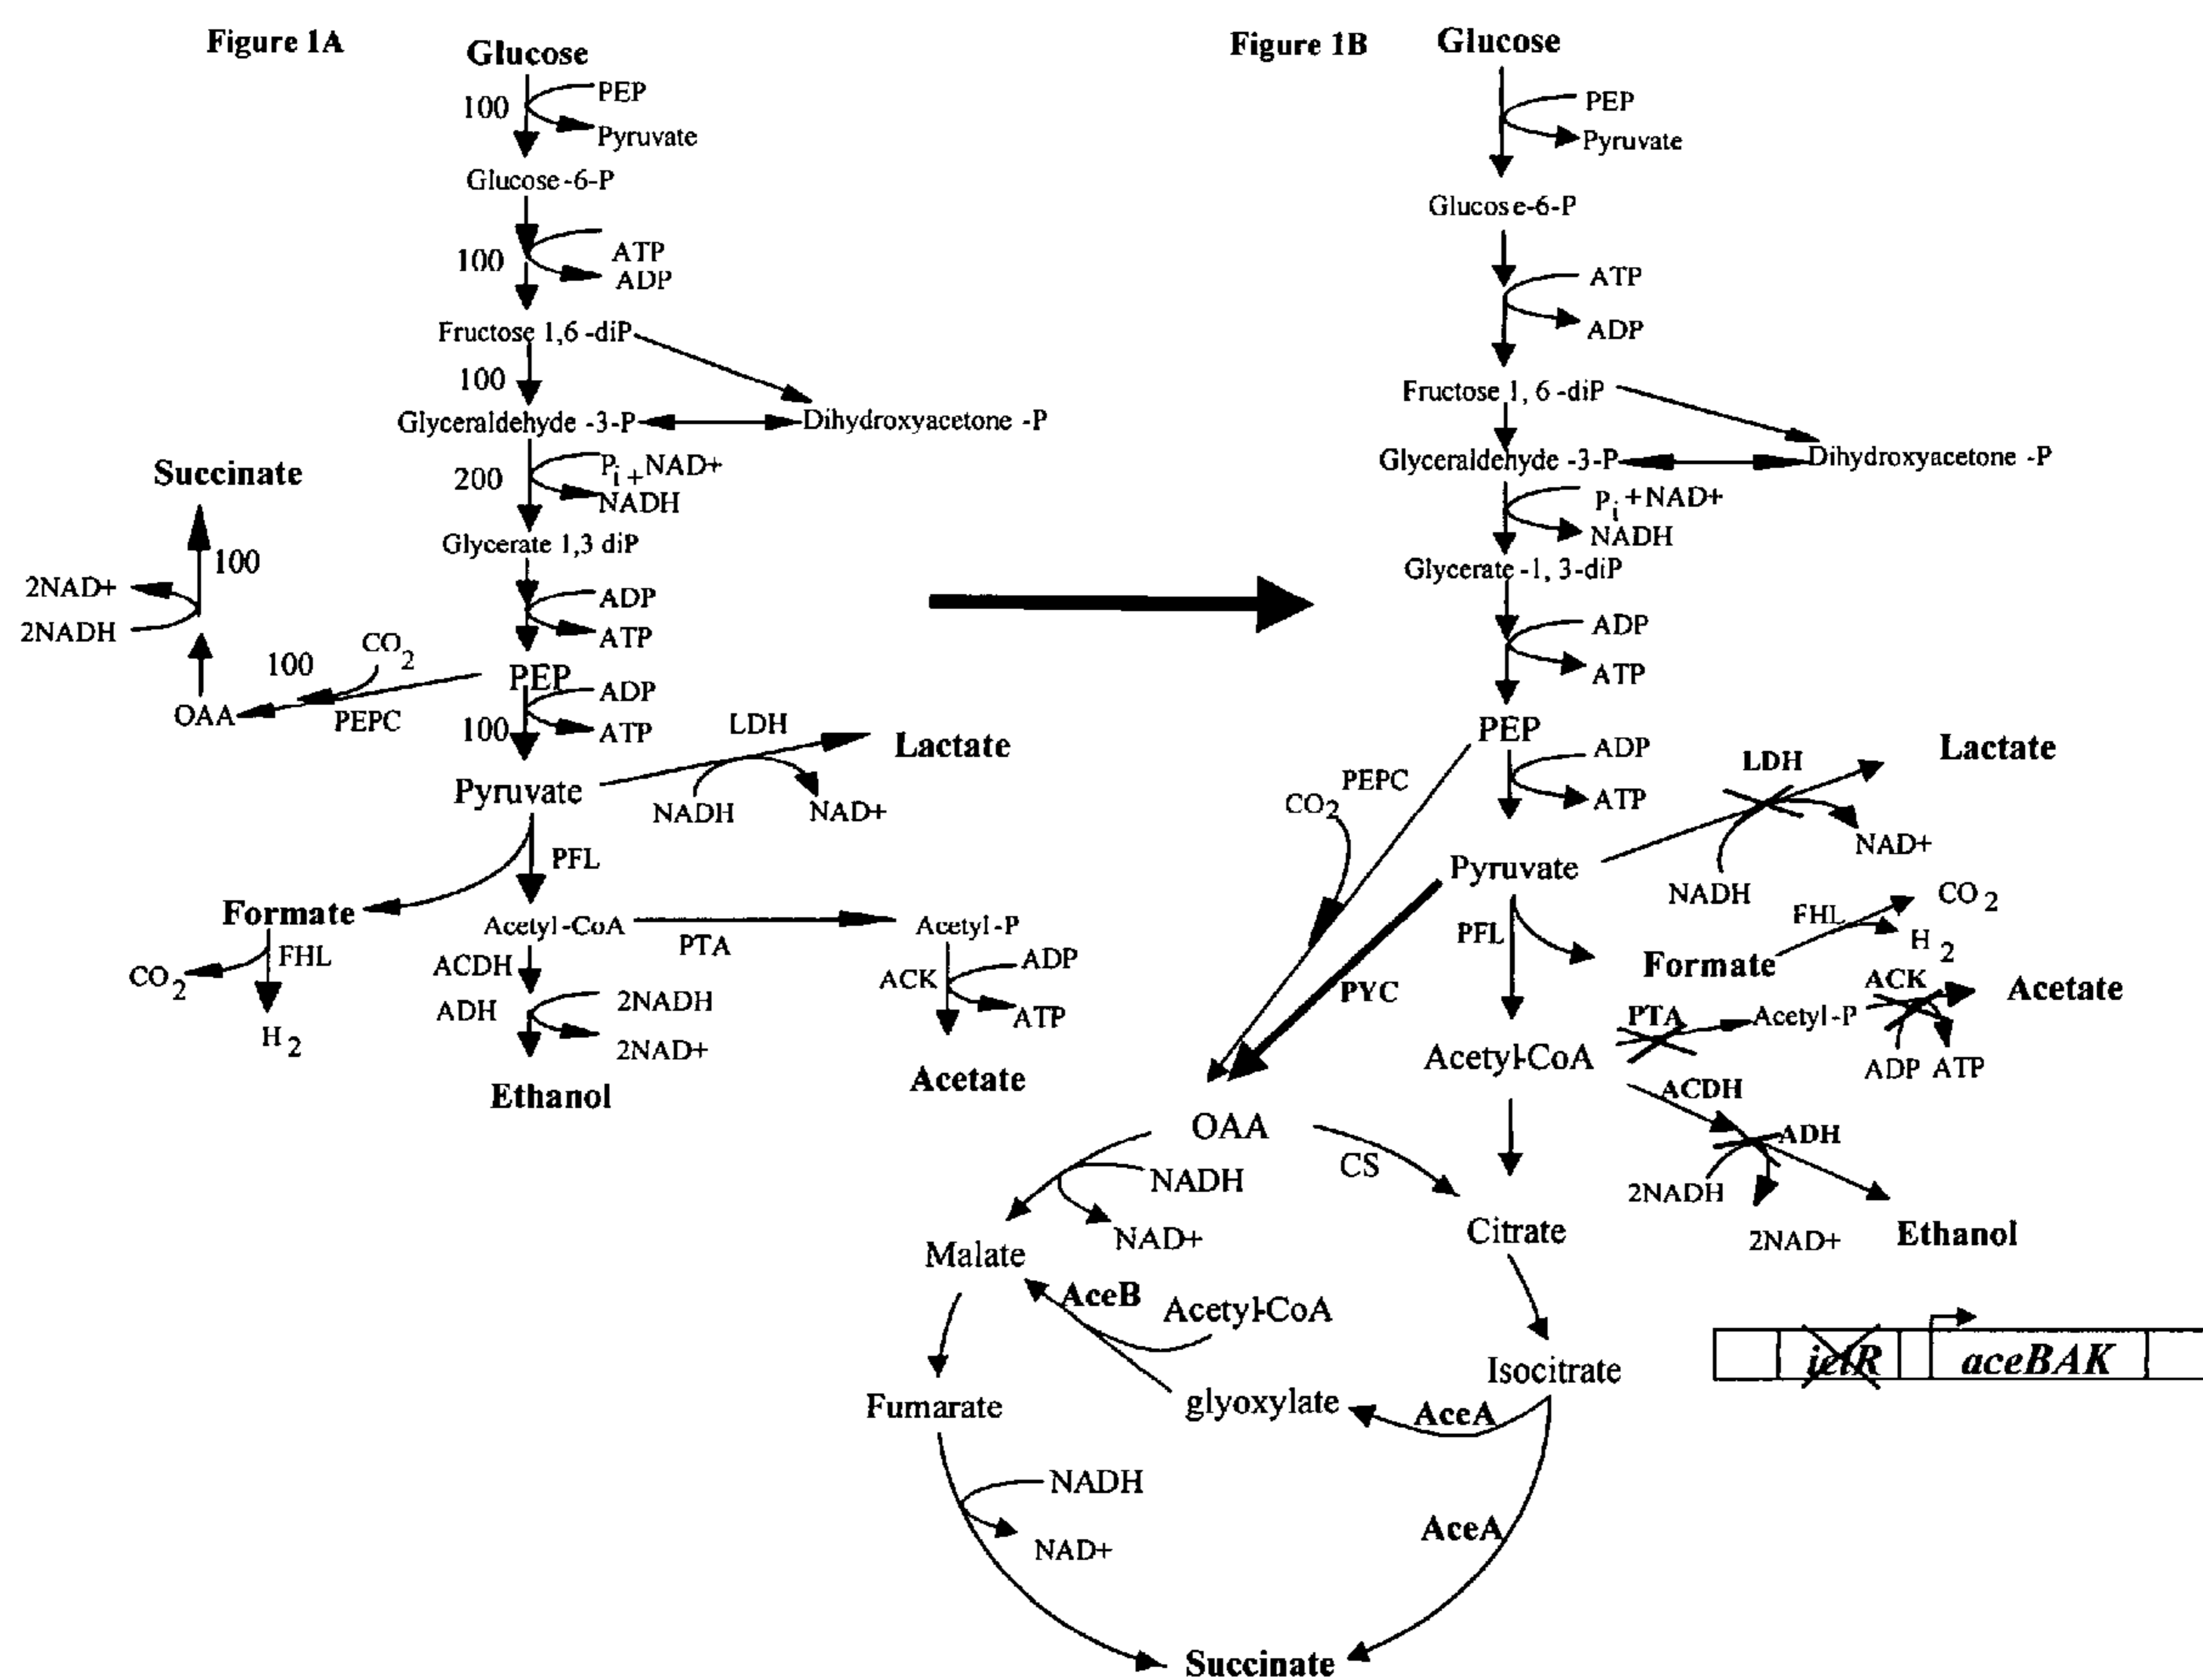 Figure 1A
Glucose
100
PEP
Pyruvate
Glucose-6-P
100
ATP
ADP
Fructose 1,6 -diP
100
Glyceraldehyde -3-P
Dihydroxyacetone -P
200
Pi + NAD+
NADH
Glycerate 1,3 diP
ADP
ATP
Succinate
100
2NAD+
2NADH
OAA
100
CO2
PEPC
PEP
ADP
100
ATP
Pyruvate
LDH
Lactate
NADH
NAD+
PFL
Formate
FHL
CO2
H2
Acetyl-CoA
PTA
Acetyl-P
ACDH
ADH
2NADH
2NAD+
Ethanol
ACK
ADP
ATP
Acetate
Figure 1B
Glucose
PEP
Pyruvate
Glucose-6-P
ATP
ADP
Fructose 1, 6 -diP
Glyceraldehyde -3-P
Dihydroxyacetone -P
Pi +NAD+
NADH
Glycerate -1, 3-diP
ADP
ATP
PEP
ADP
ATP
PEPC
CO2
LDH
Lactate
NAD+
NADH
Pyruvate
PYC
PFL
FHL
CO2
H2
Formate
ACK
Acetate
PTA
Acetyl-P
ADP ATP
Acetyl-CoA
ACDH
ADH
2NADH
2NAD+
Ethanol
OAA
CS
NADH
NAD+
Malate
Citrate
AceB
Acetyl-CoA
Isocitrate
Fumarate
glyoxylate
AceA
NADH
NAD+
AceA
Succinate
iclR
aceBAK